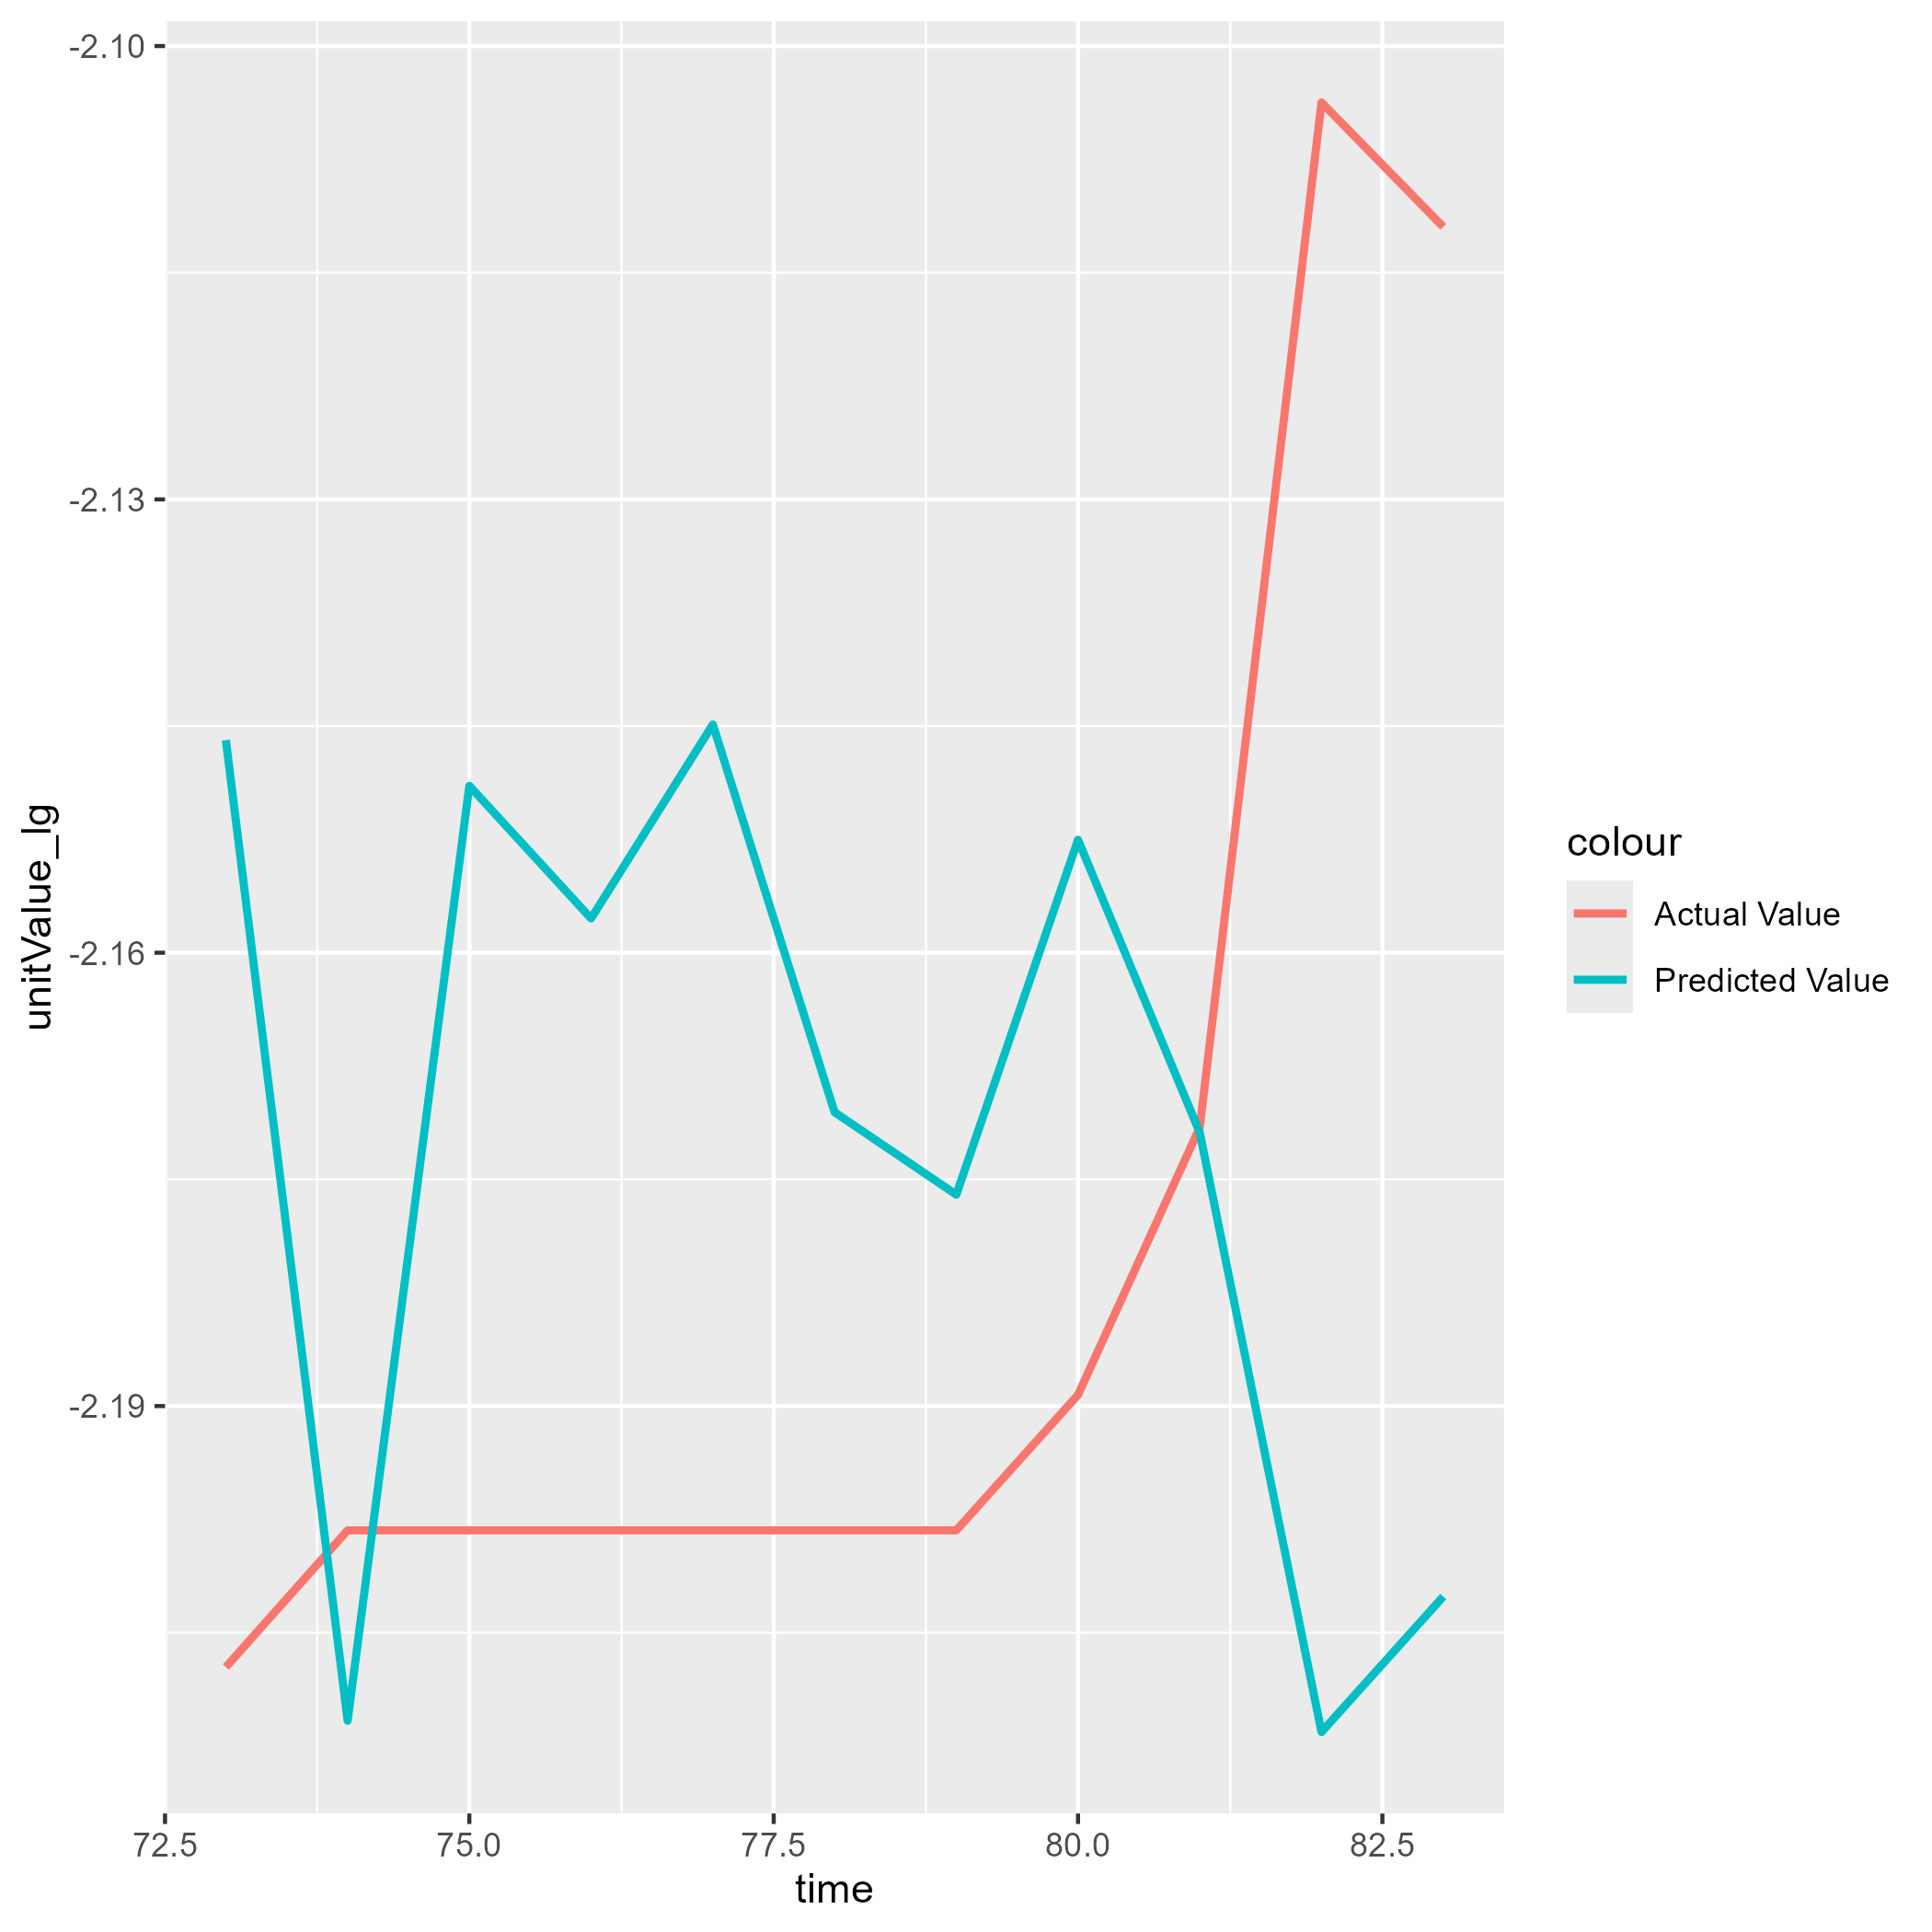 -2.10
-2.13
-2.16
-2.19
unitValue_lg
72.5 75.0 77.5 80.0 82.5
time
colour
Actual Value
Predicted Value